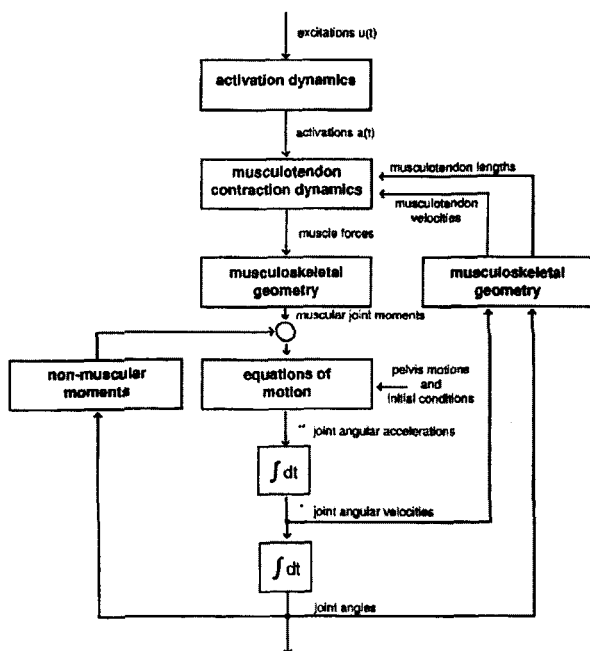 excitations u(t)
activation dynamics
activations a(t)
musculotendon
contraction dynamics
musculotendon lengths
musculotendon
velocities
muscle forces
musculoskeletal
geometry
musculoskeletal
geometry
muscular joint moments
non-muscular
moments
equations of
motion
pelvis motions
and
initial conditions
joint angular accelerations
∫ dt
joint angular velocities
∫ dt
joint angles